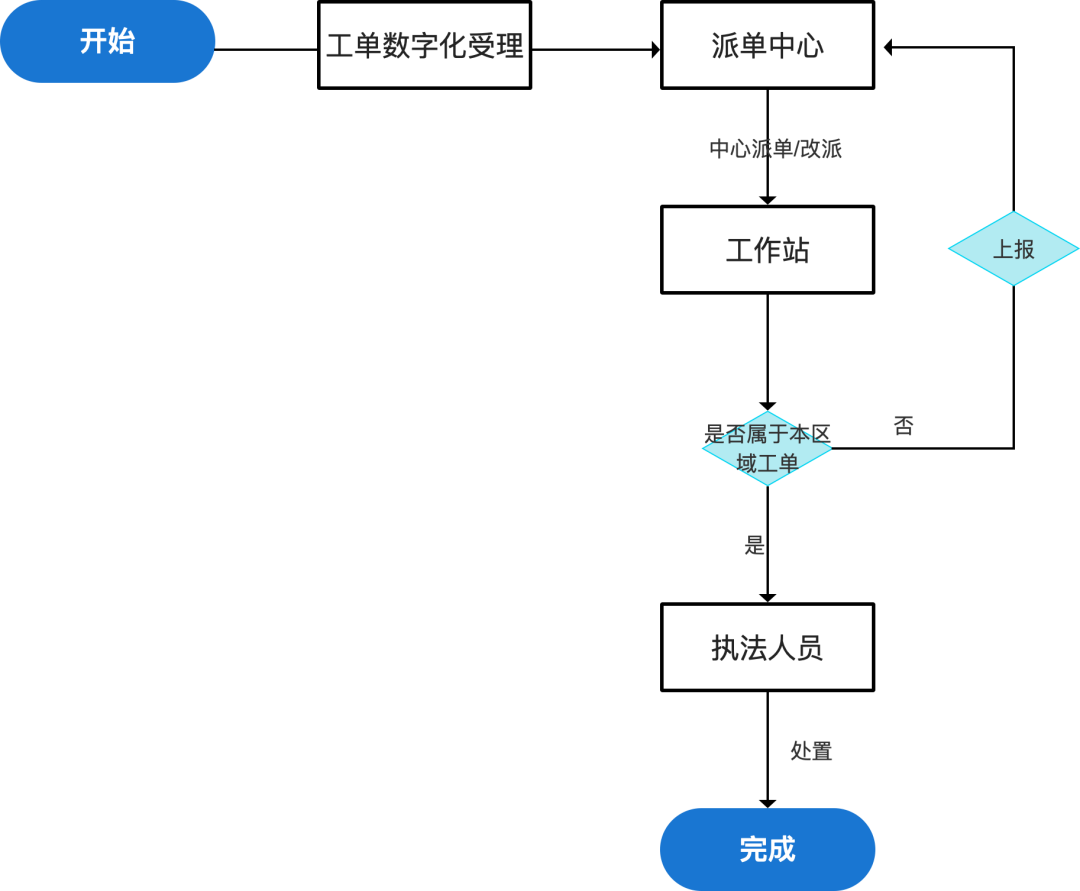 开始
工单数字化受理
派单中心
中心派单/改派
工作站
上报
是否属于本区
域工单
否
是
执法人员
处置
完成